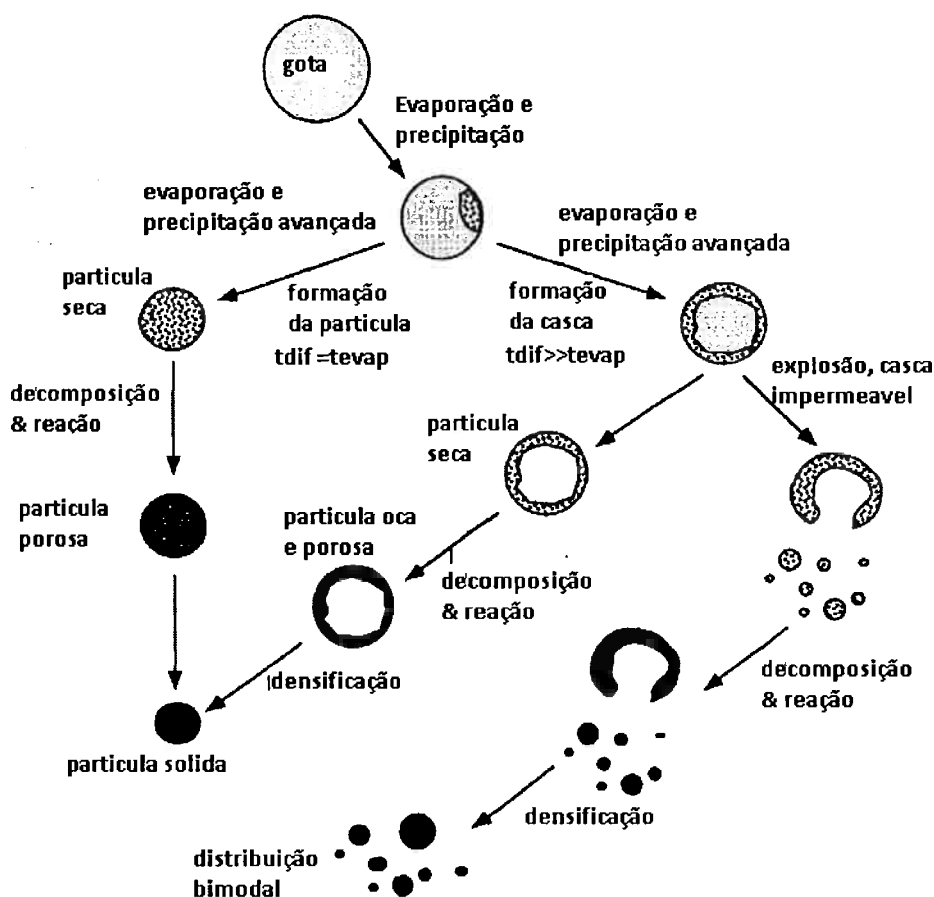 gota
Evaporação e
precipitação
evaporação e
precipitação avançada
evaporação e
precipitação avançada
particula
seca
formação
da particula
tdif =tevap
formação
da casca
tdif>>tevap
explosão, casca
impermeavel
decomposição
& reação
particula
seca
particula
porosa
particula oca
e porosa
decomposição
& reação
densificação
decomposição
& reação
particula solida
densificação
distribuição
bimodal